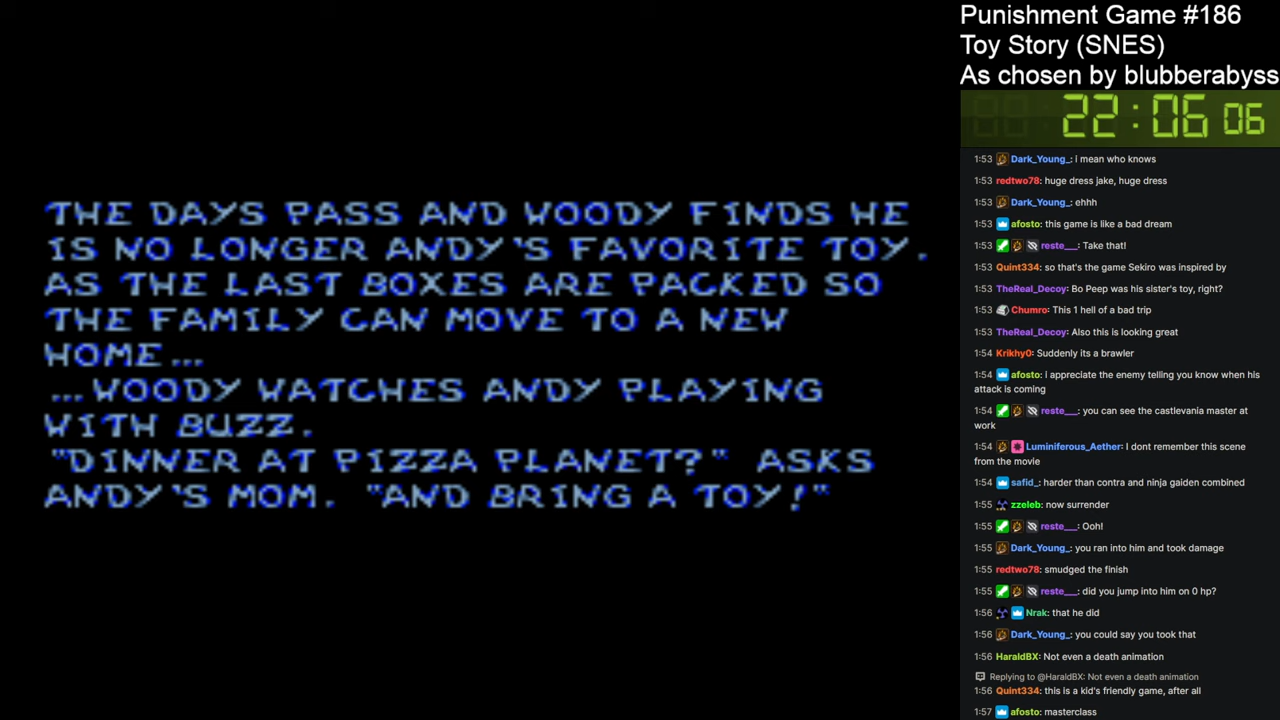 Punishment Game #186
Toy Story (SNES)
As chosen by blubberabyss
22:06 06
THE DAYS PASS AND WOODY FINDS HE
IS NO LONGER ANDY'S FAVORITE TOY.
AS THE LAST BOXES ARE PACKED SO
THE FAMILY CAN MOVE TO A NEW
HOME...
...WOODY WATCHES ANDY PLAYING
WITH BUZZ.
"DINNER AT PIZZA PLANET?" ASKS
ANDY'S MOM. "AND BRING A TOY!"
1:53 Dark_Young_: i mean who knows
1:53 redtwo78: huge dress jake, huge dress
1:53 Dark_Young_: ehhh
1:53 afosto: this game is like a bad dream
1:53 reste___: Take that!
1:53 Quint334: so that's the game Sekiro was inspired by
1:53 TheReal_Decoy: Bo Peep was his sister's toy, right?
1:53 Chumro: This 1 hell of a bad trip
1:53 TheReal_Decoy: Also this is looking great
1:54 Krikhy0: Suddenly its a brawler
1:54 afosto: i appreciate the enemy telling you know when his
attack is coming
1:54 reste___: you can see the castlevania master at
work
1:54 Luminiferous_Aether: I dont remember this scene
from the movie
1:54 safid_: harder than contra and ninja gaiden combined
1:55 zzeleb: now surrender
1:55 reste___: Ooh!
1:55 Dark_Young_: you ran into him and took damage
1:55 redtwo78: smudged the finish
1:55 reste___: did you jump into him on 0 hp?
1:56 Nrak: that he did
1:56 Dark_Young_: you could say you took that
1:56 HaraldBX: Not even a death animation
Replying to @HaraldBX: Not even a death animation
1:56 Quint334: this is a kid's friendly game, after all
1:57 afosto: masterclass